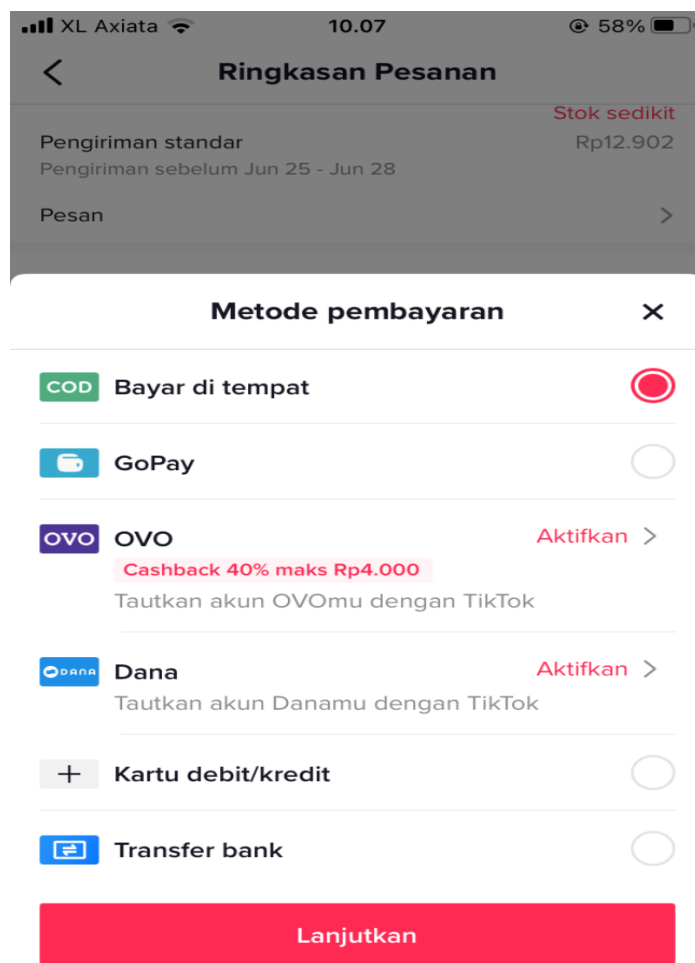 XL Axiata 10.07 58%
Ringkasan Pesanan
Stok sedikit
Pengiriman standar Rp12.902
Pengiriman sebelum Jun 25 - Jun 28
Pesan
Metode pembayaran
COD Bayar di tempat
GoPay
OVO OVO Aktifkan
Cashback 40% maks Rp4.000
Tautkan akun OVOmu dengan TikTok
DANA Dana Aktifkan
Tautkan akun Danamu dengan TikTok
Kartu debit/kredit
Transfer bank
Lanjutkan